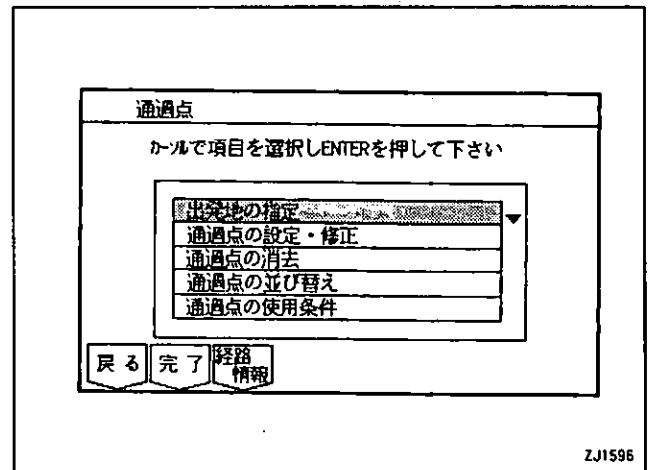 通過点
カーソルで項目を選択しENTERを押して下さい
出発地の指定
通過点の設定・修正
通過点の消去
通過点の並び替え
通過点の使用条件
戻る 完了 経路
情報
ZJ1596